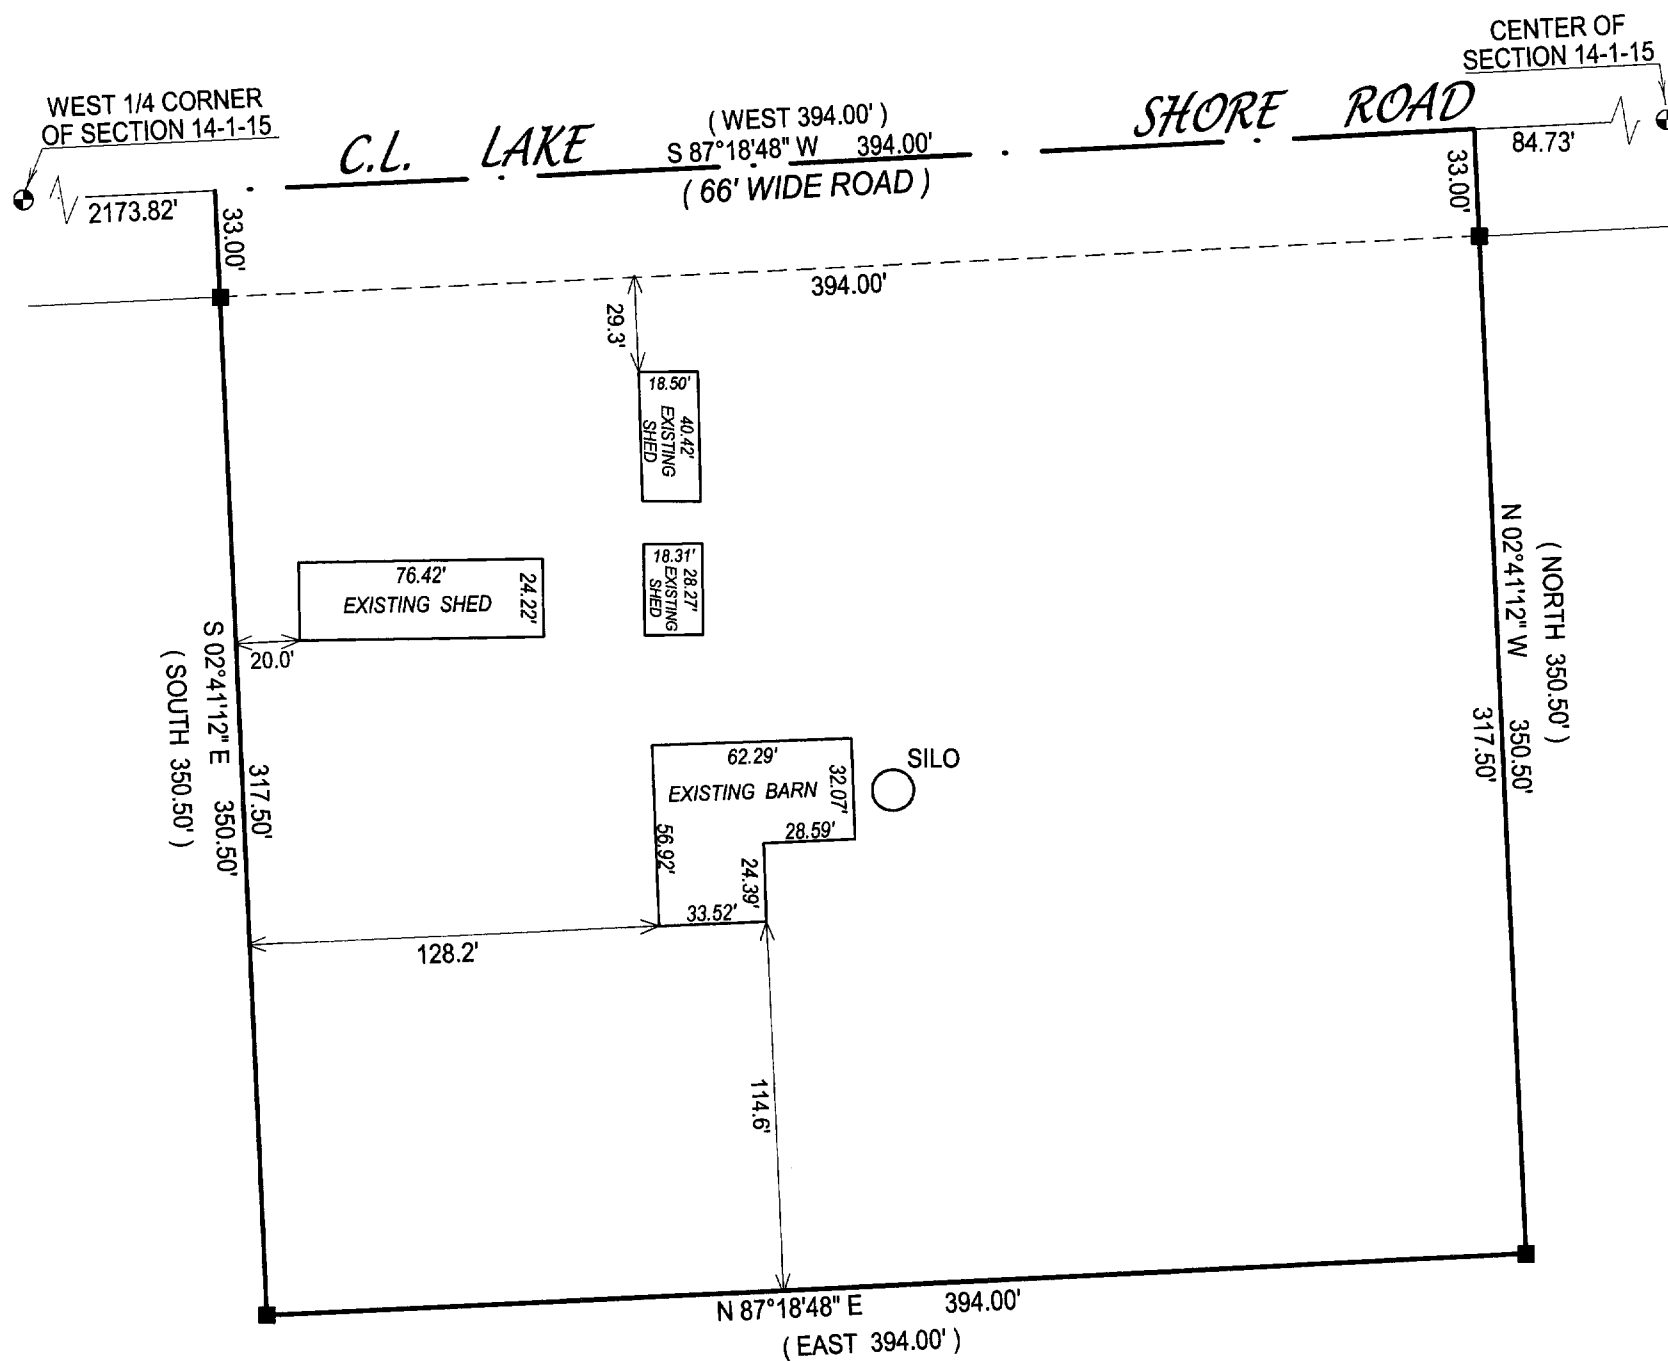 CENTER OF
SECTION 14-1-15
WEST 1/4 CORNER
OF SECTION 14-1-15
C.L. LAKE SHORE ROAD
( WEST 394.00' )
S 87°18'48" W 394.00'
( 66' WIDE ROAD )
84.73'
2173.82'
33.00'
33.00'
394.00'
29.3'
18.50'
40.42'
EXISTING
SHED
18.31'
28.27'
EXISTING
SHED
76.42'
24.22'
EXISTING SHED
20.0'
S 02°41'12" E 350.50'
( SOUTH 350.50' )
317.50'
N 02°41'12" W 350.50'
( NORTH 350.50' )
317.50'
62.29'
EXISTING BARN
32.07'
SILO
28.59'
56.92'
24.39'
33.52'
128.2'
114.6'
N 87°18'48" E 394.00'
( EAST 394.00' )